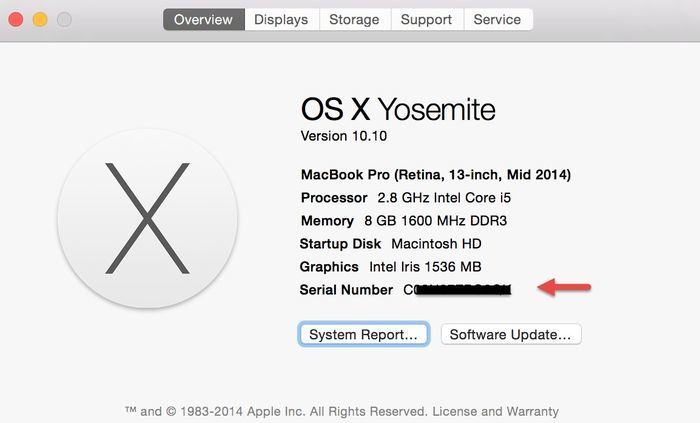 Overview Displays Storage Support Service
OS X Yosemite
Version 10.10
MacBook Pro (Retina, 13-inch, Mid 2014)
Processor 2.8 GHz Intel Core i5
Memory 8 GB 1600 MHz DDR3
Startup Disk Macintosh HD
Graphics Intel Iris 1536 MB
Serial Number
System Report... Software Update...
™ and © 1983-2014 Apple Inc. All Rights Reserved. License and Warranty